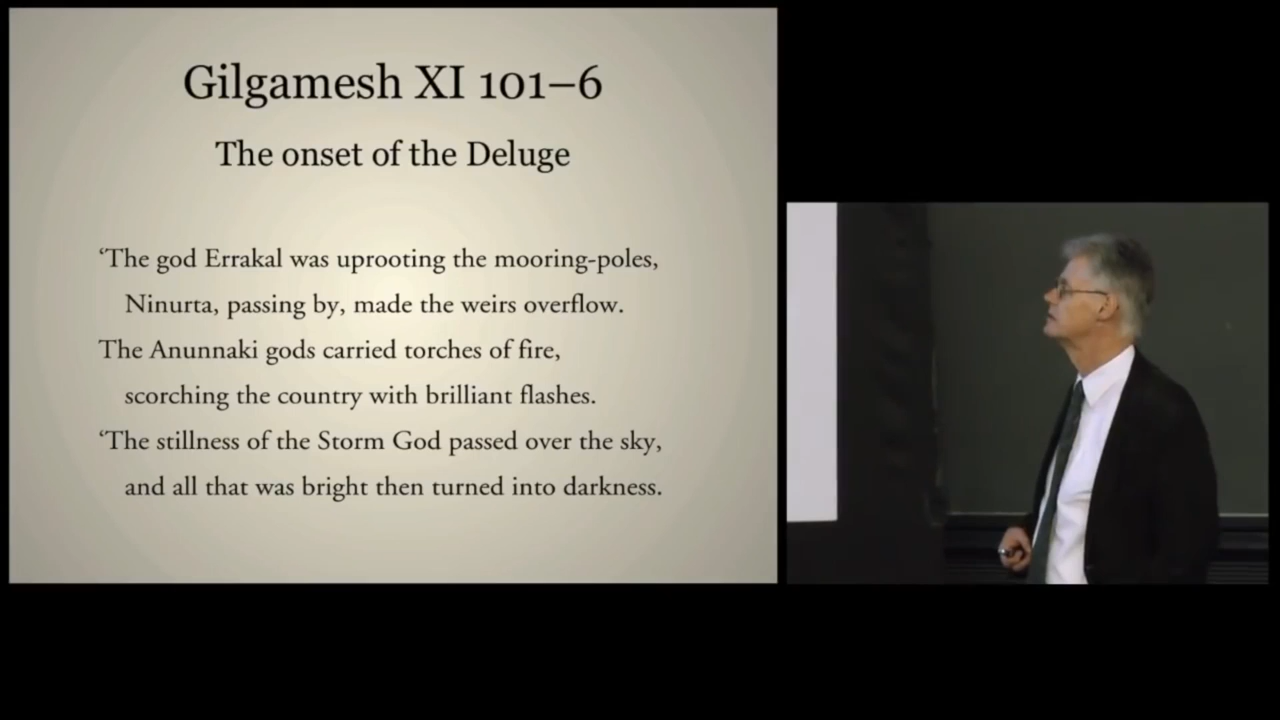 Gilgamesh XI 101–6
The onset of the Deluge
‘The god Errakal was uprooting the mooring-poles,
Ninurta, passing by, made the weirs overflow.
The Anunnaki gods carried torches of fire,
scorching the country with brilliant flashes.
‘The stillness of the Storm God passed over the sky,
and all that was bright then turned into darkness.